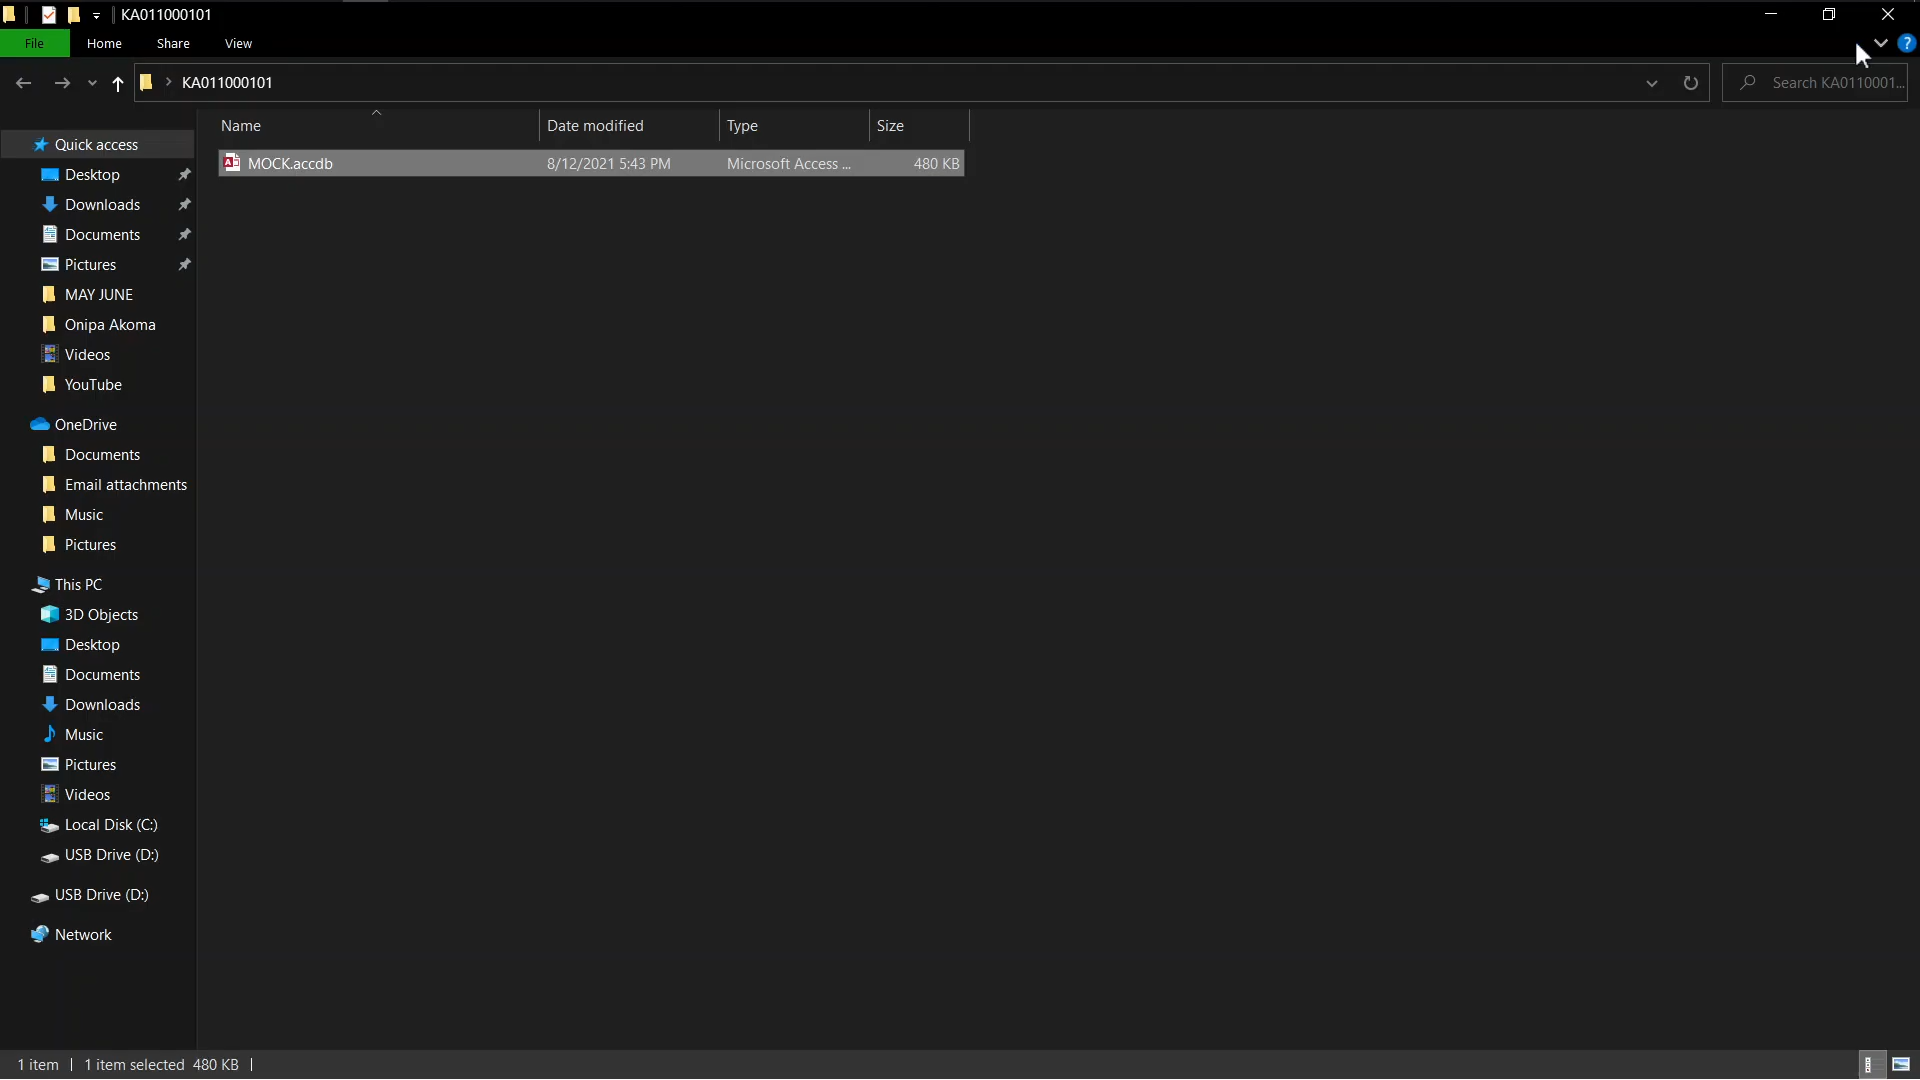 KA011000101
File Home Share View
?
KA011000101 Search KA0110001...
Name Date modified Type Size
MOCK.accdb 8/12/2021 5:43 PM Microsoft Access ... 480 KB
Quick access
Desktop
Downloads
Documents
Pictures
MAY JUNE
Onipa Akoma
Videos
YouTube
OneDrive
Documents
Email attachments
Music
Pictures
This PC
3D Objects
Desktop
Documents
Downloads
Music
Pictures
Videos
Local Disk (C:)
USB Drive (D:)
USB Drive (D:)
Network
1 item 1 item selected 480 KB